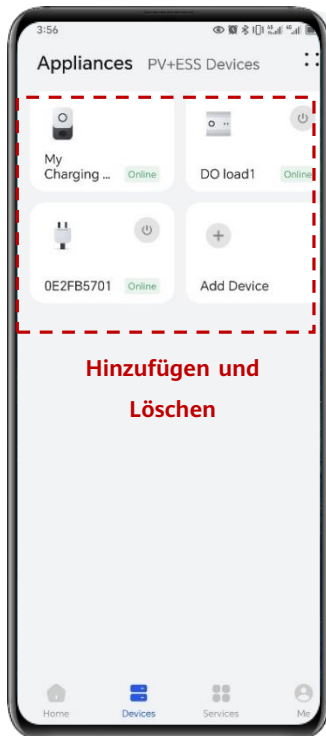 3:56
Appliances PV+ESS Devices
My
Charging ... Online
DO load1 Online
0E2FB5701 Online
Add Device
Hinzufügen und
Löschen
Home Devices Services Me